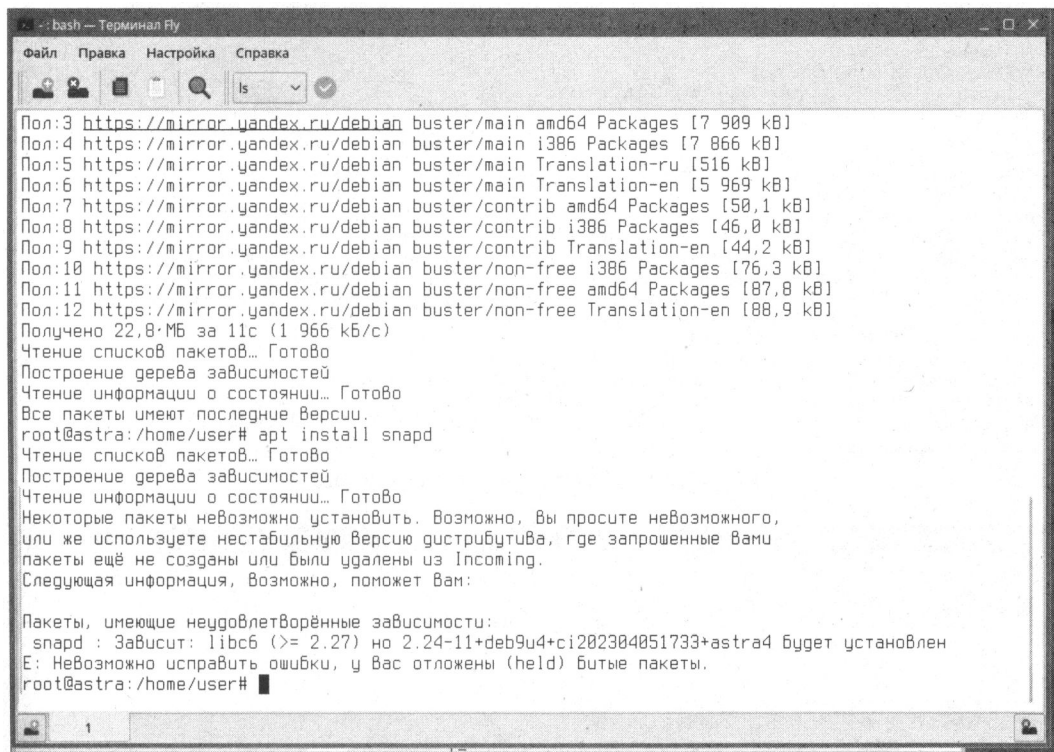 - : bash — Терминал Fly
Файл Правка Настройка Справка
ls
Пол:3 https://mirror.yandex.ru/debian buster/main amd64 Packages [7 909 kB]
Пол:4 https://mirror.yandex.ru/debian buster/main i386 Packages [7 866 kB]
Пол:5 https://mirror.yandex.ru/debian buster/main Translation-ru [516 kB]
Пол:6 https://mirror.yandex.ru/debian buster/main Translation-en [5 969 kB]
Пол:7 https://mirror.yandex.ru/debian buster/contrib amd64 Packages [50,1 kB]
Пол:8 https://mirror.yandex.ru/debian buster/contrib i386 Packages [46,0 kB]
Пол:9 https://mirror.yandex.ru/debian buster/contrib Translation-en [44,2 kB]
Пол:10 https://mirror.yandex.ru/debian buster/non-free i386 Packages [76,3 kB]
Пол:11 https://mirror.yandex.ru/debian buster/non-free amd64 Packages [87,8 kB]
Пол:12 https://mirror.yandex.ru/debian buster/non-free Translation-en [88,9 kB]
Получено 22,8 МБ за 11с (1 966 kБ/c)
Чтение списков пакетов… Готово
Построение дерева зависимостей
Чтение информации о состоянии… Готово
Все пакеты имеют последние версии.
root@astra:/home/user# apt install snapd
Чтение списков пакетов… Готово
Построение дерева зависимостей
Чтение информации о состоянии… Готово
Некоторые пакеты невозможно установить. Возможно, Вы просите невозможного,
или же используете нестабильную версию дистрибутива, где запрошенные Вами
пакеты ещё не созданы или были удалены из Incoming.
Следующая информация, возможно, поможет Вам:
Пакеты, имеющие неудовлетворённые зависимости:
snapd : Зависит: libc6 (>= 2.27) но 2.24-11+deb9u4+ci202304051733+astra4 будет установлен
E: Невозможно исправить ошибки, у Вас отложены (held) битые пакеты.
root@astra:/home/user#
1